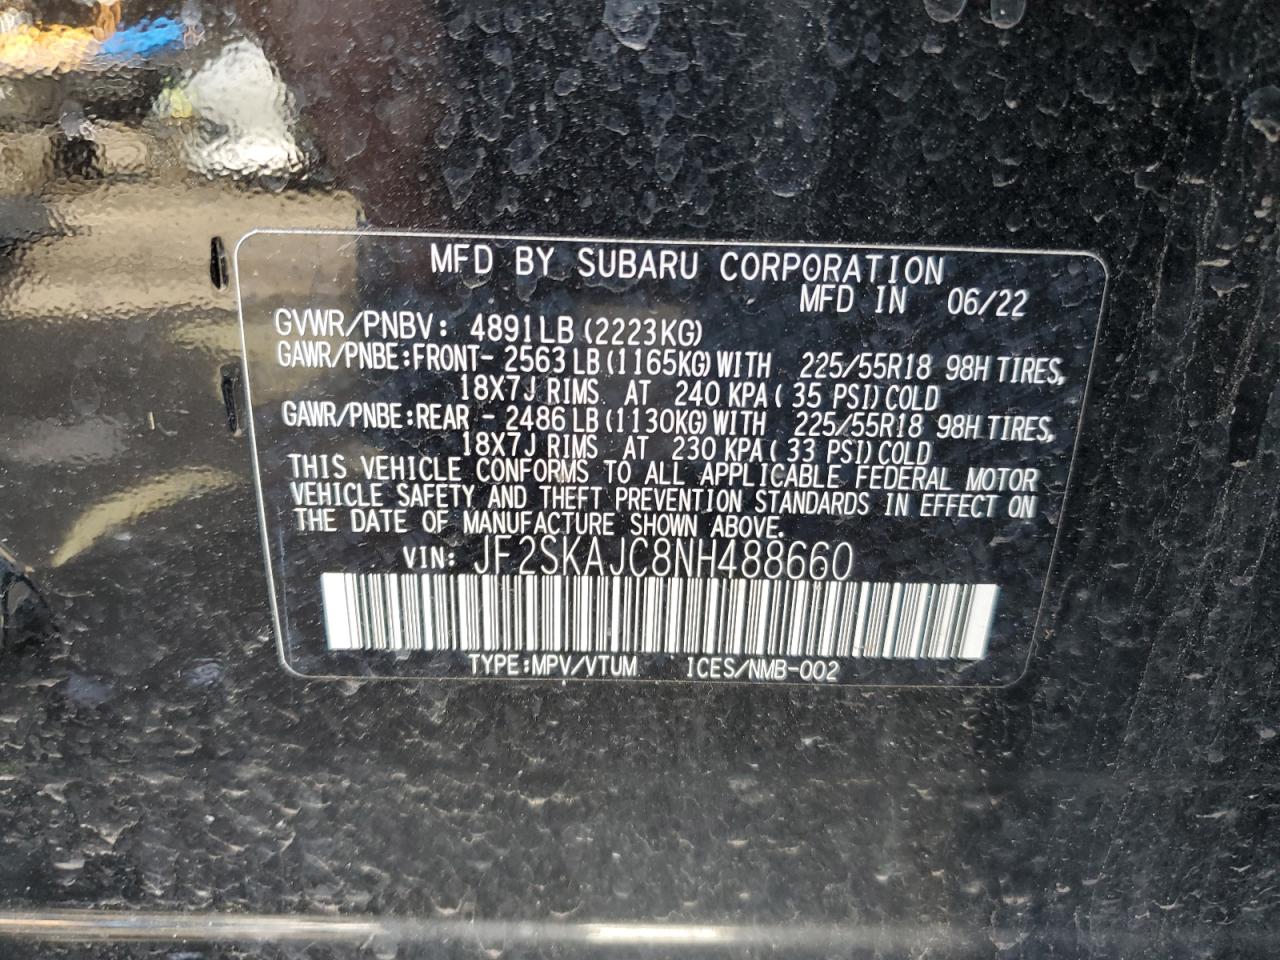 MFD BY SUBARU CORPORATION
MFD IN 06/22
GVWR/PNBV: 4891LB (2223KG)
GAWR/PNBE:FRONT- 2563 LB (1165KG) WITH 225/55R18 98H TIRES,
18X7J RIMS AT 240 KPA ( 35 PSI) COLD
GAWR/PNBE:REAR - 2486 LB (1130KG) WITH 225/55R18 98H TIRES,
18X7J RIMS AT 230 KPA ( 33 PSI) COLD
THIS VEHICLE CONFORMS TO ALL APPLICABLE FEDERAL MOTOR
VEHICLE SAFETY AND THEFT PREVENTION STANDARDS IN EFFECT ON
THE DATE OF MANUFACTURE SHOWN ABOVE.
VIN: JF2SKAJC8NH488660
TYPE:MPV/VTUM ICES/NMB-002